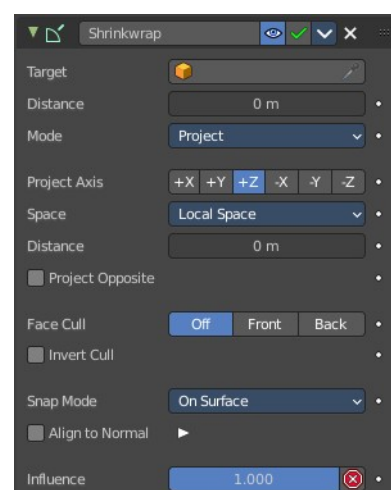 Shrinkwrap
Target
Distance 0 m
Mode Project
Project Axis +X +Y +Z -X -Y -Z
Space Local Space
Distance 0 m
Project Opposite
Face Cull Off Front Back
Invert Cull
Snap Mode On Surface
Align to Normal
Influence 1.000